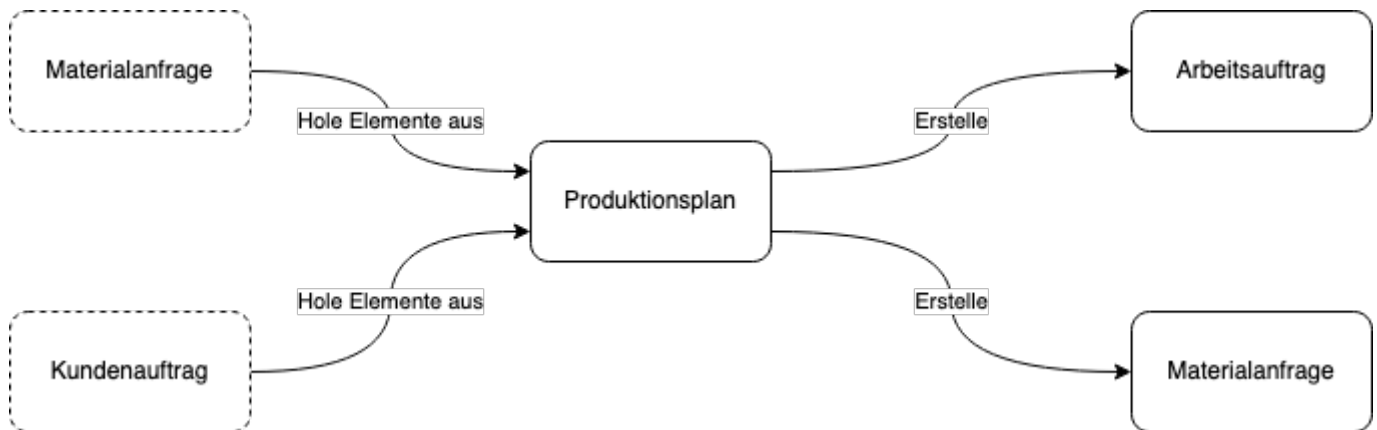 Materialanfrage
Arbeitsauftrag
Hole Elemente aus
Erstelle
Produktionsplan
Hole Elemente aus
Erstelle
Kundenauftrag
Materialanfrage